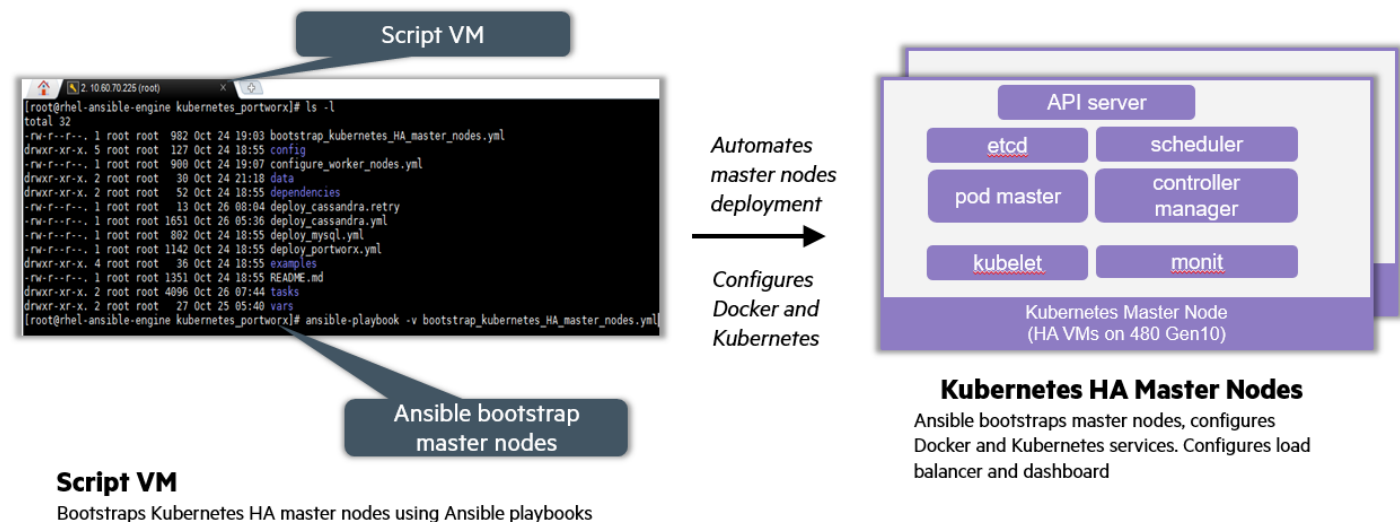 Script VM
2. 10.60.70.225 (root)
[root@rhel-ansible-engine kubernetes_portworx]# ls -l
total 32
-rw-r--r--. 1 root root 982 Oct 24 19:03 bootstrap_kubernetes_HA_master_nodes.yml
drwxr-xr-x. 5 root root 127 Oct 24 18:55 config
-rw-r--r--. 1 root root 900 Oct 24 19:07 configure_worker_nodes.yml
drwxr-xr-x. 2 root root 30 Oct 24 21:18 data
drwxr-xr-x. 2 root root 52 Oct 24 18:55 dependencies
-rw-r--r--. 1 root root 13 Oct 26 08:04 deploy_cassandra.retry
-rw-r--r--. 1 root root 1651 Oct 26 05:36 deploy_cassandra.yml
-rw-r--r--. 1 root root 802 Oct 24 18:55 deploy_mysql.yml
-rw-r--r--. 1 root root 1142 Oct 24 18:55 deploy_portworx.yml
drwxr-xr-x. 4 root root 36 Oct 24 18:55 examples
-rw-r--r--. 1 root root 1351 Oct 24 18:55 README.md
drwxr-xr-x. 2 root root 4096 Oct 26 07:44 tasks
drwxr-xr-x. 2 root root 27 Oct 25 05:40 vars
[root@rhel-ansible-engine kubernetes_portworx]# ansible-playbook -v bootstrap_kubernetes_HA_master_nodes.yml
Ansible bootstrap
master nodes
Script VM
Bootstraps Kubernetes HA master nodes using Ansible playbooks
Automates
master nodes
deployment
Configures
Docker and
Kubernetes
API server
etcd
scheduler
pod master
controller
manager
kubelet
monit
Kubernetes Master Node
(HA VMs on 480 Gen10)
Kubernetes HA Master Nodes
Ansible bootstraps master nodes, configures
Docker and Kubernetes services. Configures load
balancer and dashboard